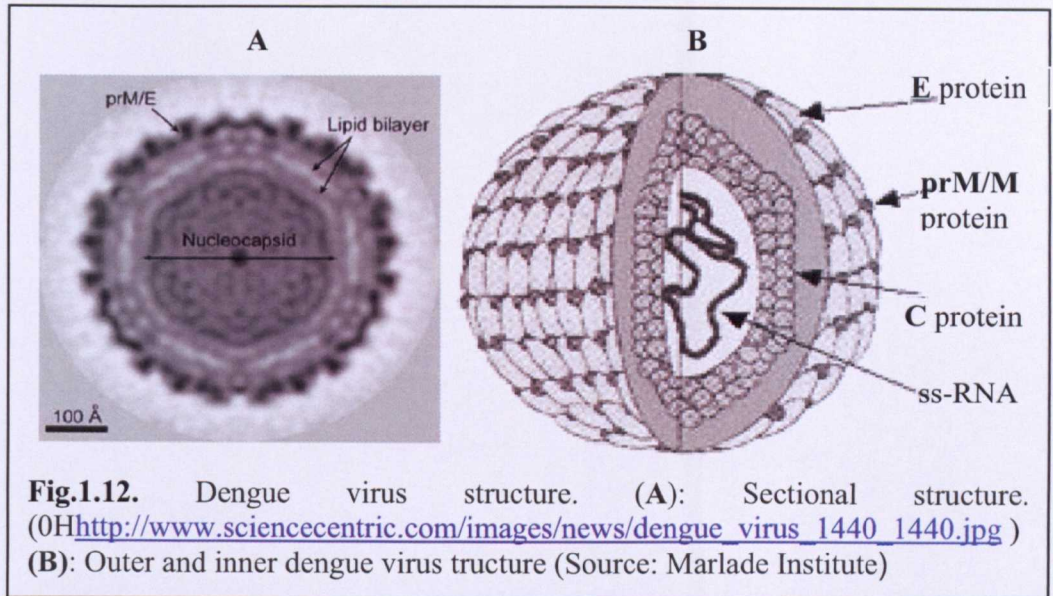 A
prM/E
Lipid bilayer
Nucleocapsid
100 Å
B
E protein
prM/M
protein
C protein
ss-RNA
Fig.1.12. Dengue virus structure. (A): Sectional structure.
(0Hhttp://www.sciencecentric.com/images/news/dengue_virus_1440_1440.jpg )
(B): Outer and inner dengue virus tructure (Source: Marlade Institute)